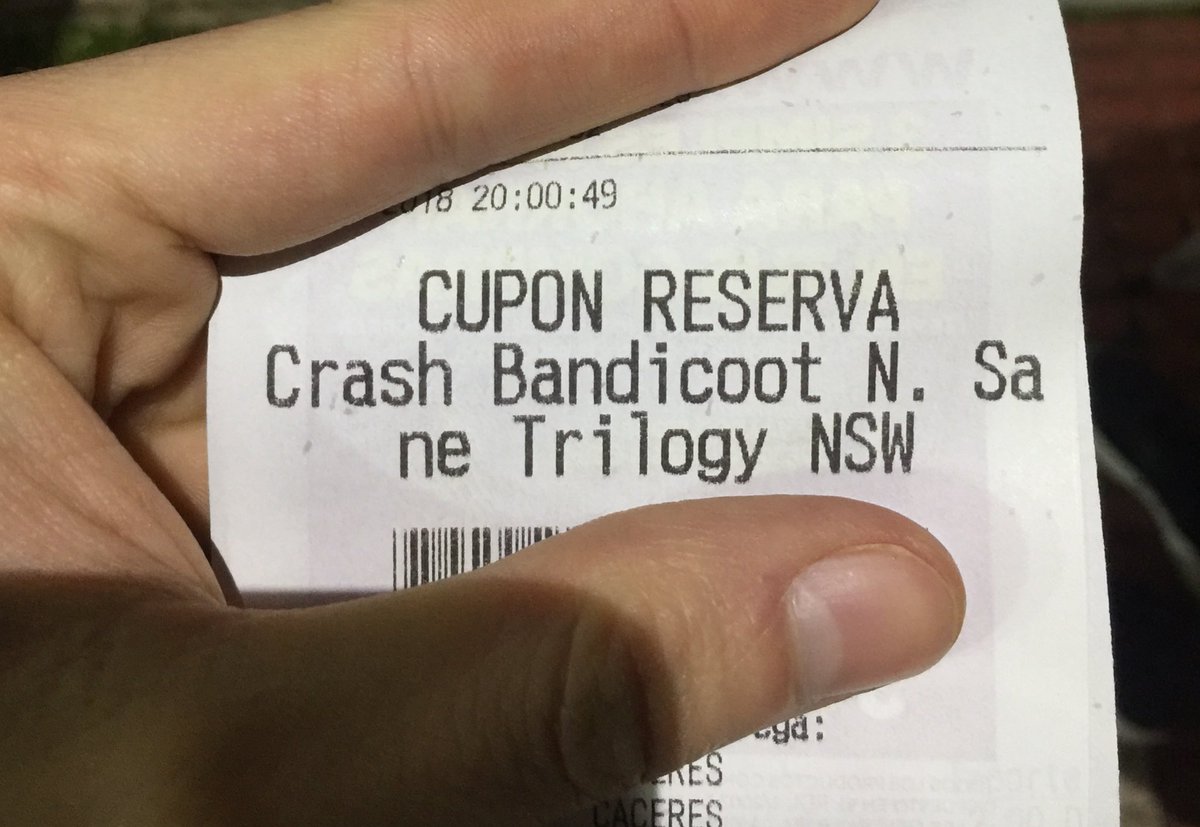 2018 20:00:49
CUPON RESERVA
Crash Bandicoot N. Sa
ne Trilogy NSW
CACERES